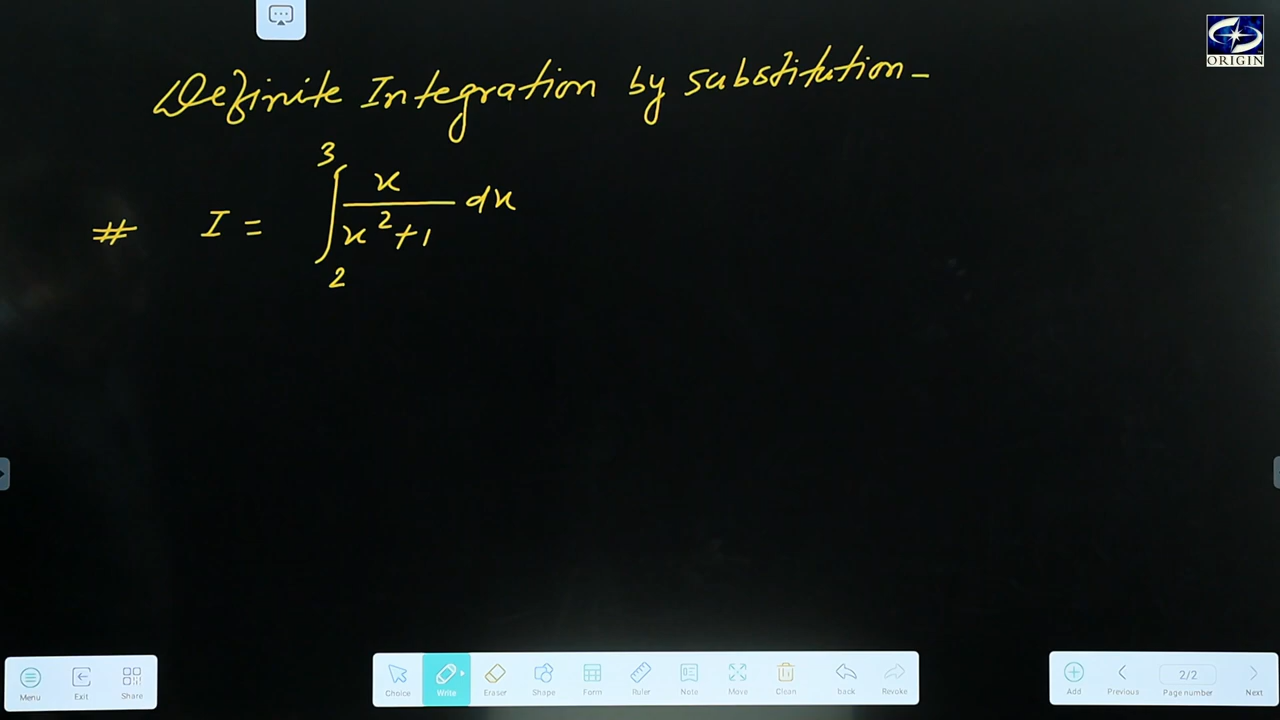 ORIGIN
Definite Integration by substitution-
# I = ∫₂³ x/(x²+1) dx
Menu Exit Share
Choice Write Eraser Shape Form Ruler Note Move Clean back Revoke
Add Previous 2/2 Page number Next